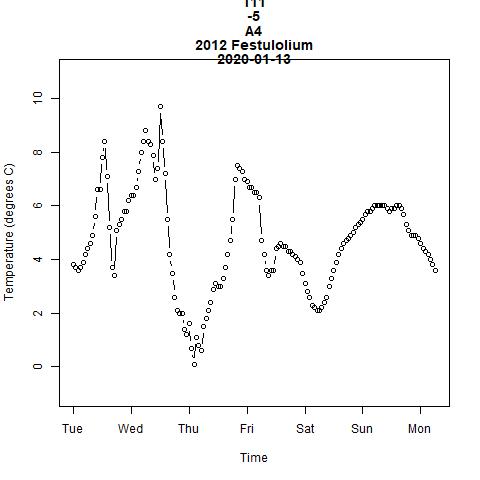 T11
-5
A4
2012 Festulolium
2020-01-13
Temperature (degrees C)
10
8
6
4
2
0
Tue Wed Thu Fri Sat Sun Mon
Time